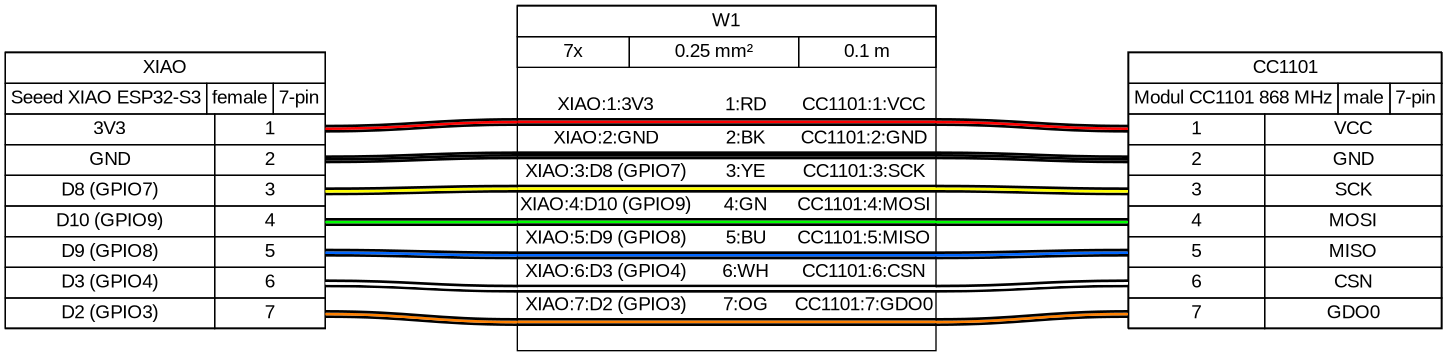 W1
7x 0.25 mm² 0.1 m
XIAO
Seeed XIAO ESP32-S3 female 7-pin
3V3 1
GND 2
D8 (GPIO7) 3
D10 (GPIO9) 4
D9 (GPIO8) 5
D3 (GPIO4) 6
D2 (GPIO3) 7
XIAO:1:3V3 1:RD CC1101:1:VCC
XIAO:2:GND 2:BK CC1101:2:GND
XIAO:3:D8 (GPIO7) 3:YE CC1101:3:SCK
XIAO:4:D10 (GPIO9) 4:GN CC1101:4:MOSI
XIAO:5:D9 (GPIO8) 5:BU CC1101:5:MISO
XIAO:6:D3 (GPIO4) 6:WH CC1101:6:CSN
XIAO:7:D2 (GPIO3) 7:OG CC1101:7:GDO0
CC1101
Modul CC1101 868 MHz male 7-pin
1 VCC
2 GND
3 SCK
4 MOSI
5 MISO
6 CSN
7 GDO0